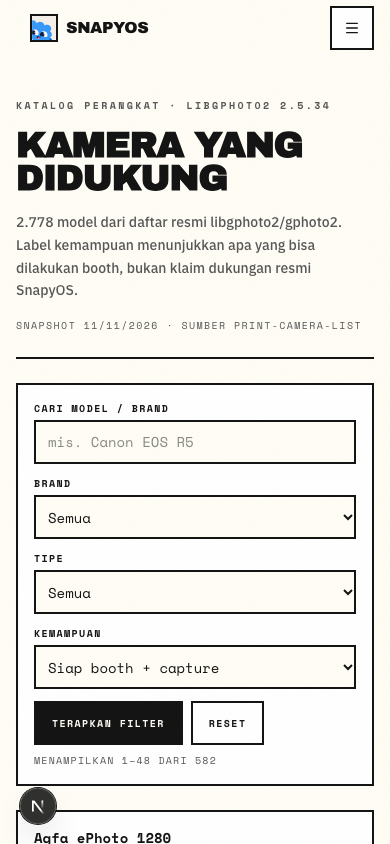 SNAPYOS
KATALOG PERANGKAT · LIBGPHOTO2 2.5.34
KAMERA YANG
DIDUKUNG
2.778 model dari daftar resmi libgphoto2/gphoto2.
Label kemampuan menunjukkan apa yang bisa
dilakukan booth, bukan klaim dukungan resmi
SnapyOS.
SNAPSHOT 11/11/2026 · SUMBER PRINT-CAMERA-LIST
CARI MODEL / BRAND
mis. Canon EOS R5
BRAND
Semua
TIPE
Semua
KEMAMPUAN
Siap booth + capture
TERAPKAN FILTER RESET
MENAMPILKAN 1–48 DARI 582
N
Agfa ePhoto 1280